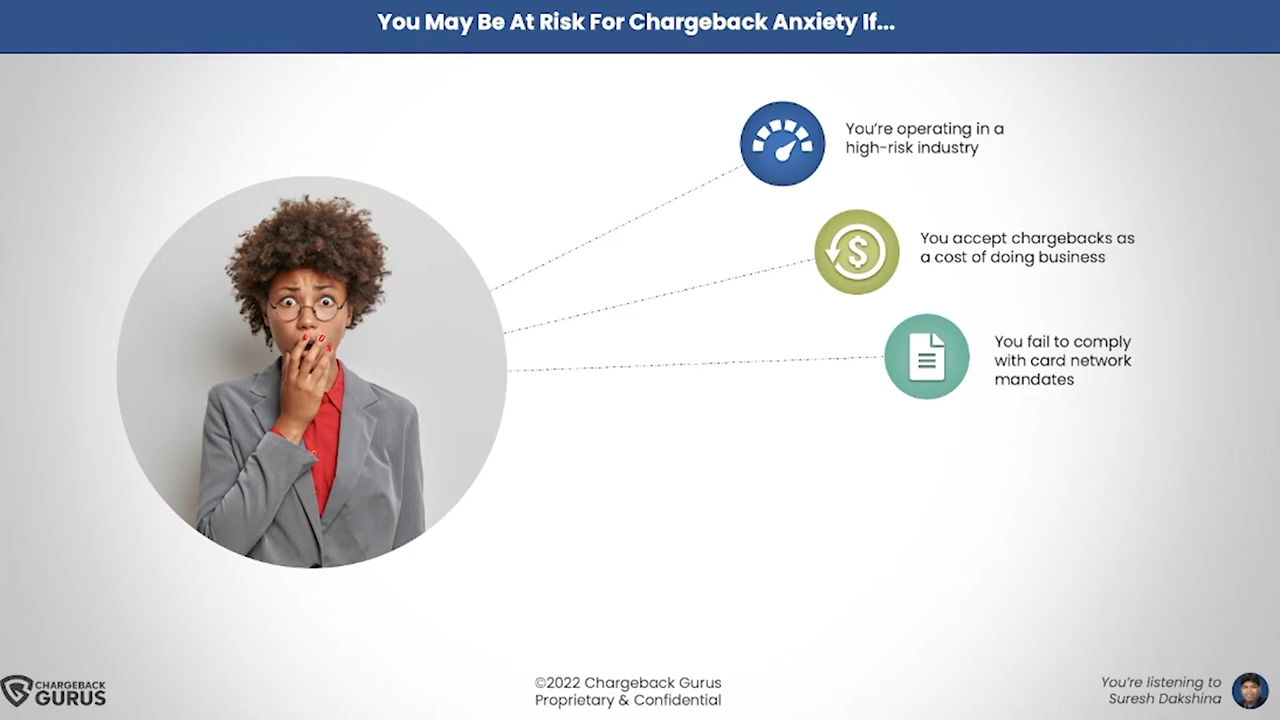 You May Be At Risk For Chargeback Anxiety If...
You're operating in a
high-risk industry
$
You accept chargebacks as
a cost of doing business
You fail to comply
with card network
mandates
CHARGEBACK
GURUS
©2022 Chargeback Gurus
Proprietary & Confidential
You're listening to
Suresh Dakshina